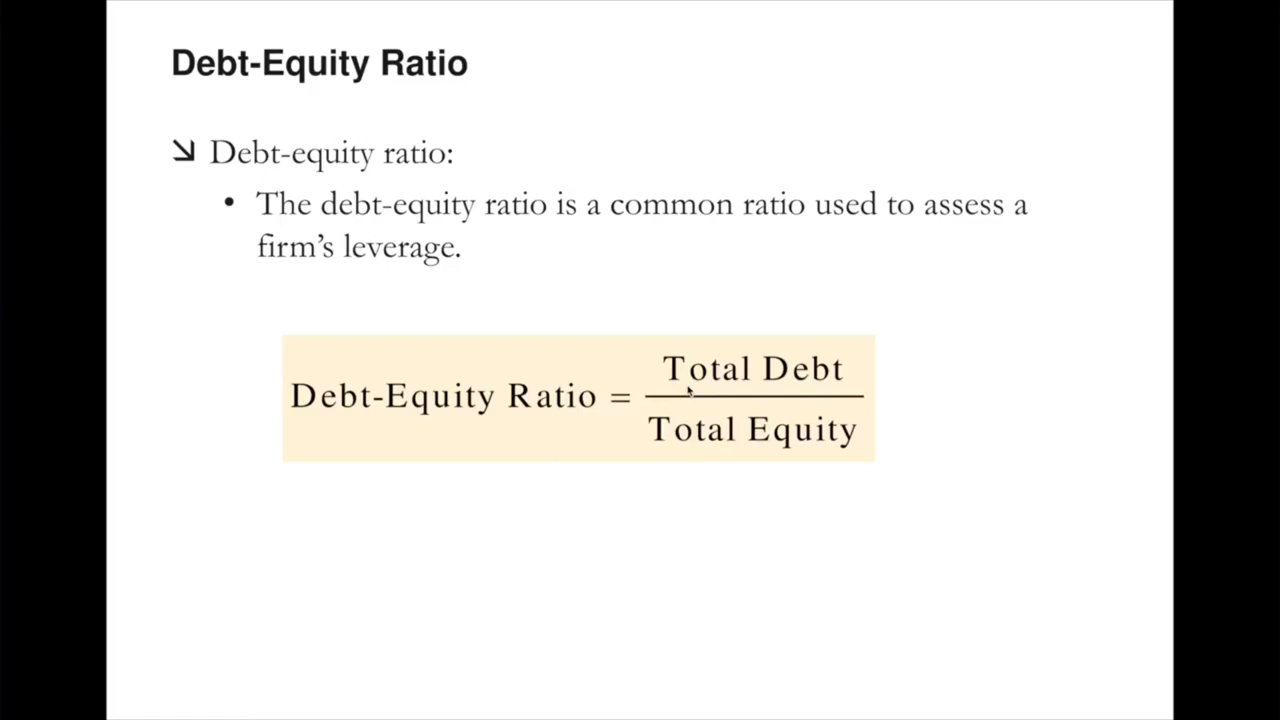 Debt-Equity Ratio
Debt-equity ratio:
• The debt-equity ratio is a common ratio used to assess a
firm’s leverage.
Total Debt
Debt-Equity Ratio =
Total Equity